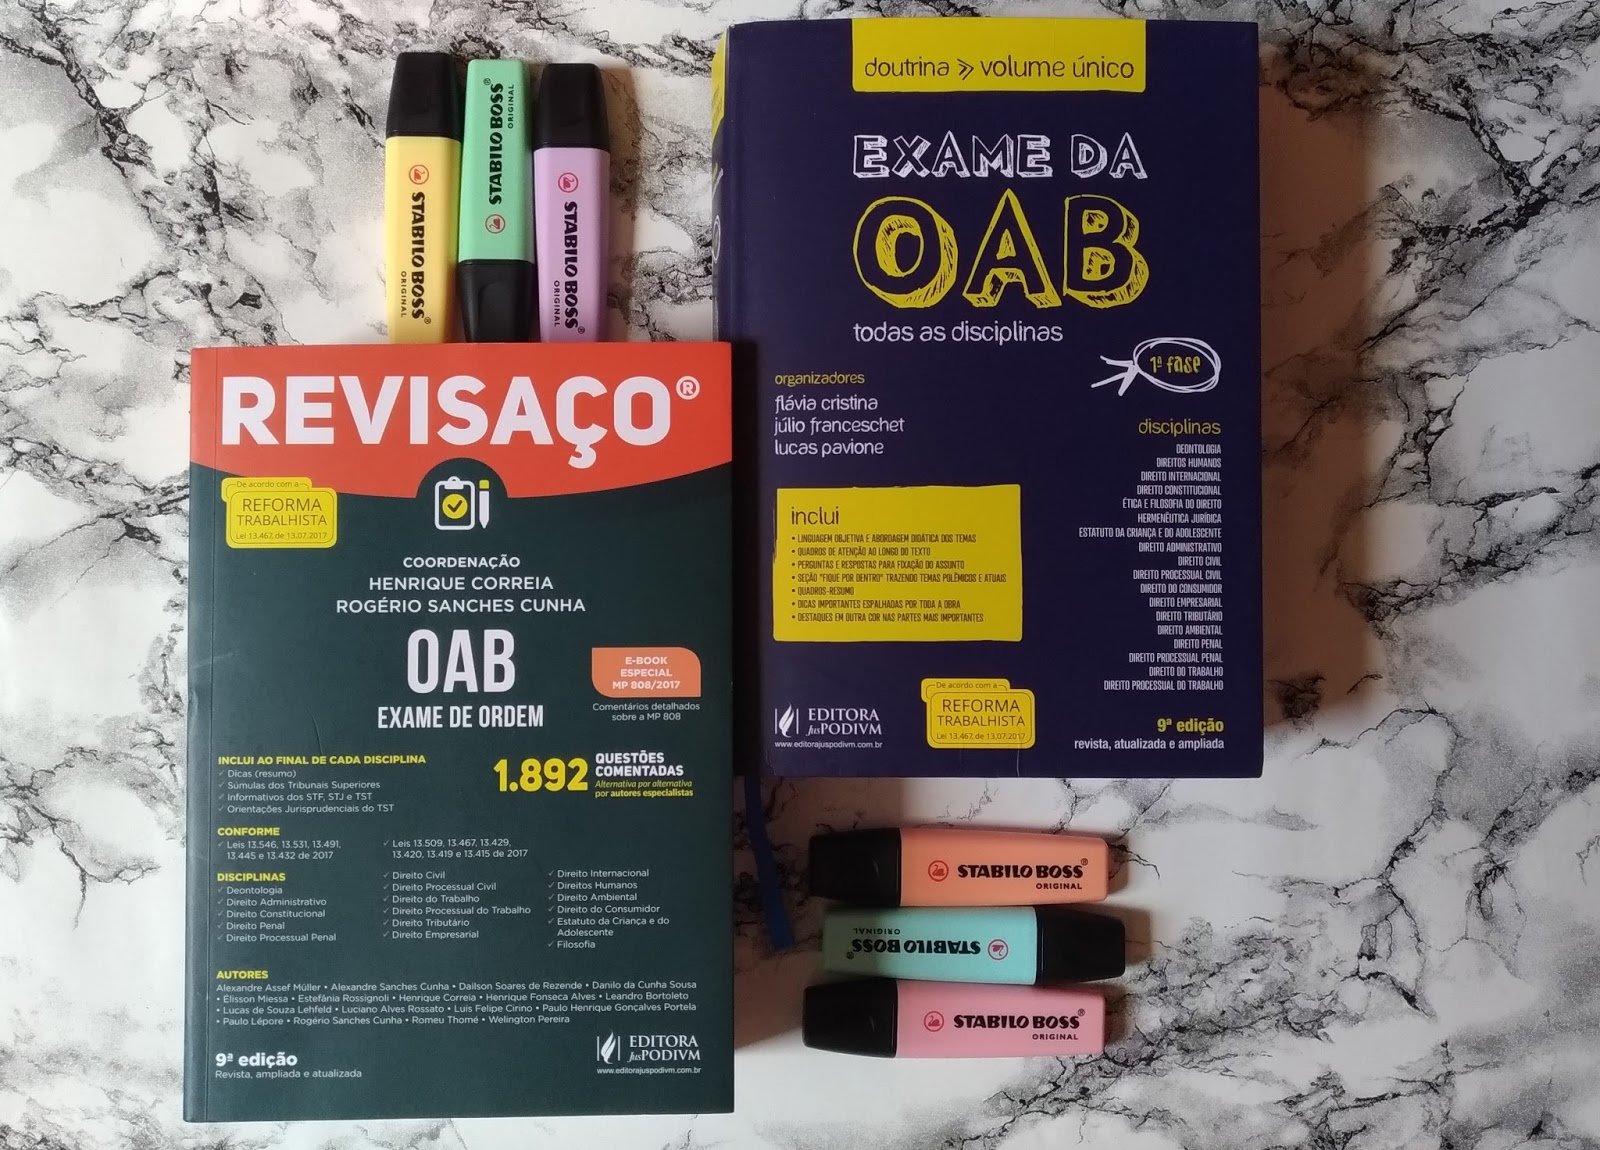 STABILO BOSS®
ORIGINAL
STABILO BOSS®
ORIGINAL
STABILO BOSS®
ORIGINAL
REVISAÇO®
De acordo com a
REFORMA
TRABALHISTA
Lei 13.467, de 13.07.2017
COORDENAÇÃO
HENRIQUE CORREIA
ROGÉRIO SANCHES CUNHA
OAB
EXAME DE ORDEM
E-BOOK
ESPECIAL
MP 808/2017
Comentários detalhados
sobre a MP 808
INCLUI AO FINAL DE CADA DISCIPLINA
✓ Dicas (resumo)
✓ Súmulas dos Tribunais Superiores
✓ Informativos dos STF, STJ e TST
✓ Orientações Jurisprudenciais do TST
1.892
QUESTÕES
COMENTADAS
Alternativa por alternativa
por autores especialistas
CONFORME
✓ Leis 13.546, 13.531, 13.491,
13.445 e 13.432 de 2017
✓ Leis 13.509, 13.467, 13.429,
13.420, 13.419 e 13.415 de 2017
DISCIPLINAS
✓ Deontologia
✓ Direito Administrativo
✓ Direito Constitucional
✓ Direito Penal
✓ Direito Processual Penal
✓ Direito Civil
✓ Direito Processual Civil
✓ Direito do Trabalho
✓ Direito Processual do Trabalho
✓ Direito Tributário
✓ Direito Empresarial
✓ Direito Internacional
✓ Direitos Humanos
✓ Direito Ambiental
✓ Direito do Consumidor
✓ Estatuto da Criança e do
Adolescente
✓ Filosofia
AUTORES
Alexandre Assef Müller • Alexandre Sanches Cunha • Dailson Soares de Rezende • Danilo da Cunha Sousa
• Élisson Miessa • Estefânia Rossignoli • Henrique Correia • Henrique Fonseca Alves • Leandro Bortoleto
• Lucas de Souza Lehfeld • Luciano Alves Rossato • Luís Felipe Cirino • Paulo Henrique Gonçalves Portela
• Paulo Lépore • Rogério Sanches Cunha • Romeu Thomé • Welington Pereira
9ª edição
Revista, ampliada e atualizada
EDITORA
JusPODIVM
www.editorajuspodivm.com.br
doutrina » volume único
EXAME DA
OAB
todas as disciplinas
1ª fase
organizadores
flávia cristina
júlio franceschet
lucas pavione
disciplinas
DEONTOLOGIA
DIREITOS HUMANOS
DIREITO INTERNACIONAL
DIREITO CONSTITUCIONAL
ÉTICA E FILOSOFIA DO DIREITO
HERMENÊUTICA JURÍDICA
ESTATUTO DA CRIANÇA E DO ADOLESCENTE
DIREITO ADMINISTRATIVO
DIREITO CIVIL
DIREITO PROCESSUAL CIVIL
DIREITO DO CONSUMIDOR
DIREITO EMPRESARIAL
DIREITO TRIBUTÁRIO
DIREITO AMBIENTAL
DIREITO PENAL
DIREITO PROCESSUAL PENAL
DIREITO DO TRABALHO
DIREITO PROCESSUAL DO TRABALHO
inclui
• LINGUAGEM OBJETIVA E ABORDAGEM DIDÁTICA DOS TEMAS
• QUADROS DE ATENÇÃO AO LONGO DO TEXTO
• PERGUNTAS E RESPOSTAS PARA FIXAÇÃO DO ASSUNTO
• SEÇÃO "FIQUE POR DENTRO" TRAZENDO TEMAS POLÊMICOS E ATUAIS
• QUADROS-RESUMO
• DICAS IMPORTANTES ESPALHADAS POR TODA A OBRA
• DESTAQUES EM OUTRA COR NAS PARTES MAIS IMPORTANTES
EDITORA
JusPODIVM
www.editorajuspodivm.com.br
De acordo com a
REFORMA
TRABALHISTA
Lei 13.467, de 13.07.2017
9ª edição
revista, atualizada e ampliada
STABILO BOSS®
ORIGINAL
STABILO BOSS®
ORIGINAL
STABILO BOSS®
ORIGINAL